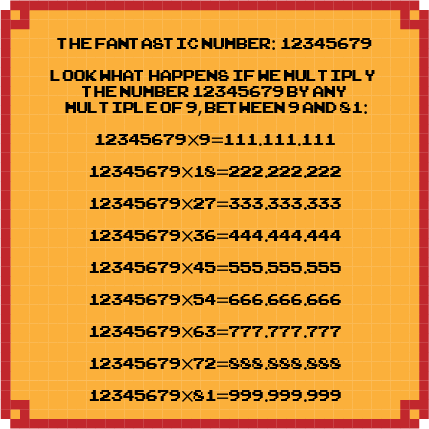 THE FANTASTIC NUMBER: 12345679
LOOK WHAT HAPPENS IF WE MULTIPLY
THE NUMBER 12345679 BY ANY
MULTIPLE OF 9, BETWEEN 9 AND 81:
12345679×9=111.111.111
12345679×18=222.222.222
12345679×27=333.333.333
12345679×36=444.444.444
12345679×45=555.555.555
12345679×54=666.666.666
12345679×63=777.777.777
12345679×72=888.888.888
12345679×81=999.999.999